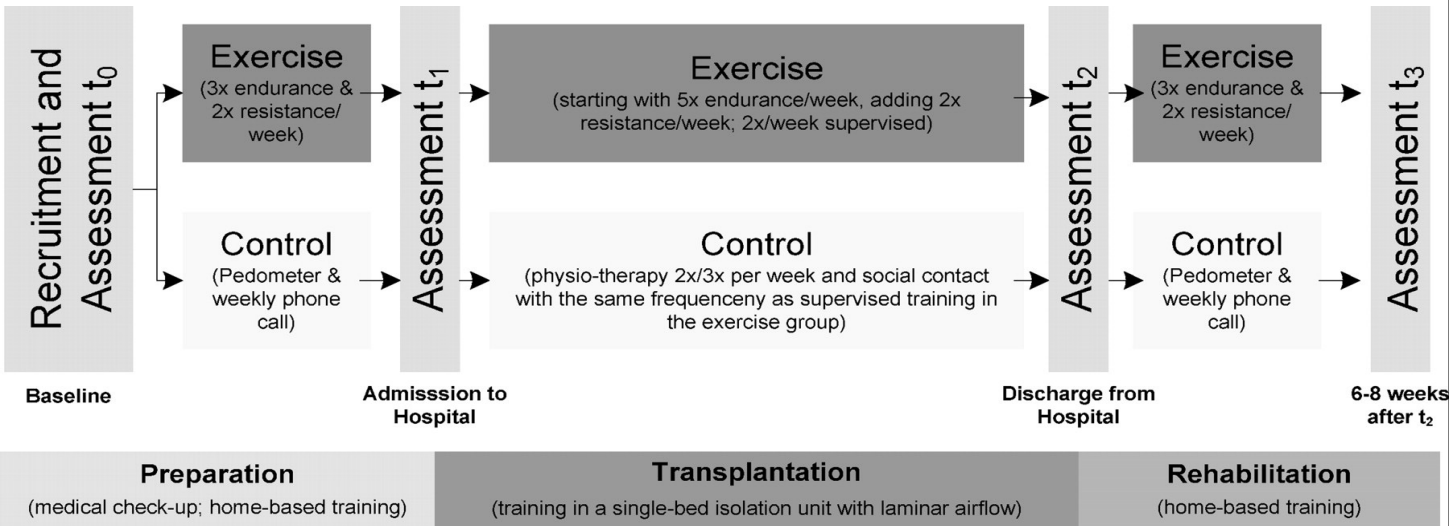 Recruitment and
Assessment t₀
Exercise
(3x endurance &
2x resistance/
week)
Control
(Pedometer &
weekly phone
call)
Assessment t₁
Exercise
(starting with 5x endurance/week, adding 2x
resistance/week; 2x/week supervised)
Control
(physio-therapy 2x/3x per week and social contact
with the same frequenceny as supervised training in
the exercise group)
Assessment t₂
Exercise
(3x endurance &
2x resistance/
week)
Control
(Pedometer &
weekly phone
call)
Assessment t₃
Baseline
Admisssion to
Hospital
Discharge from
Hospital
6-8 weeks
after t₂
Preparation
(medical check-up; home-based training)
Transplantation
(training in a single-bed isolation unit with laminar airflow)
Rehabilitation
(home-based training)